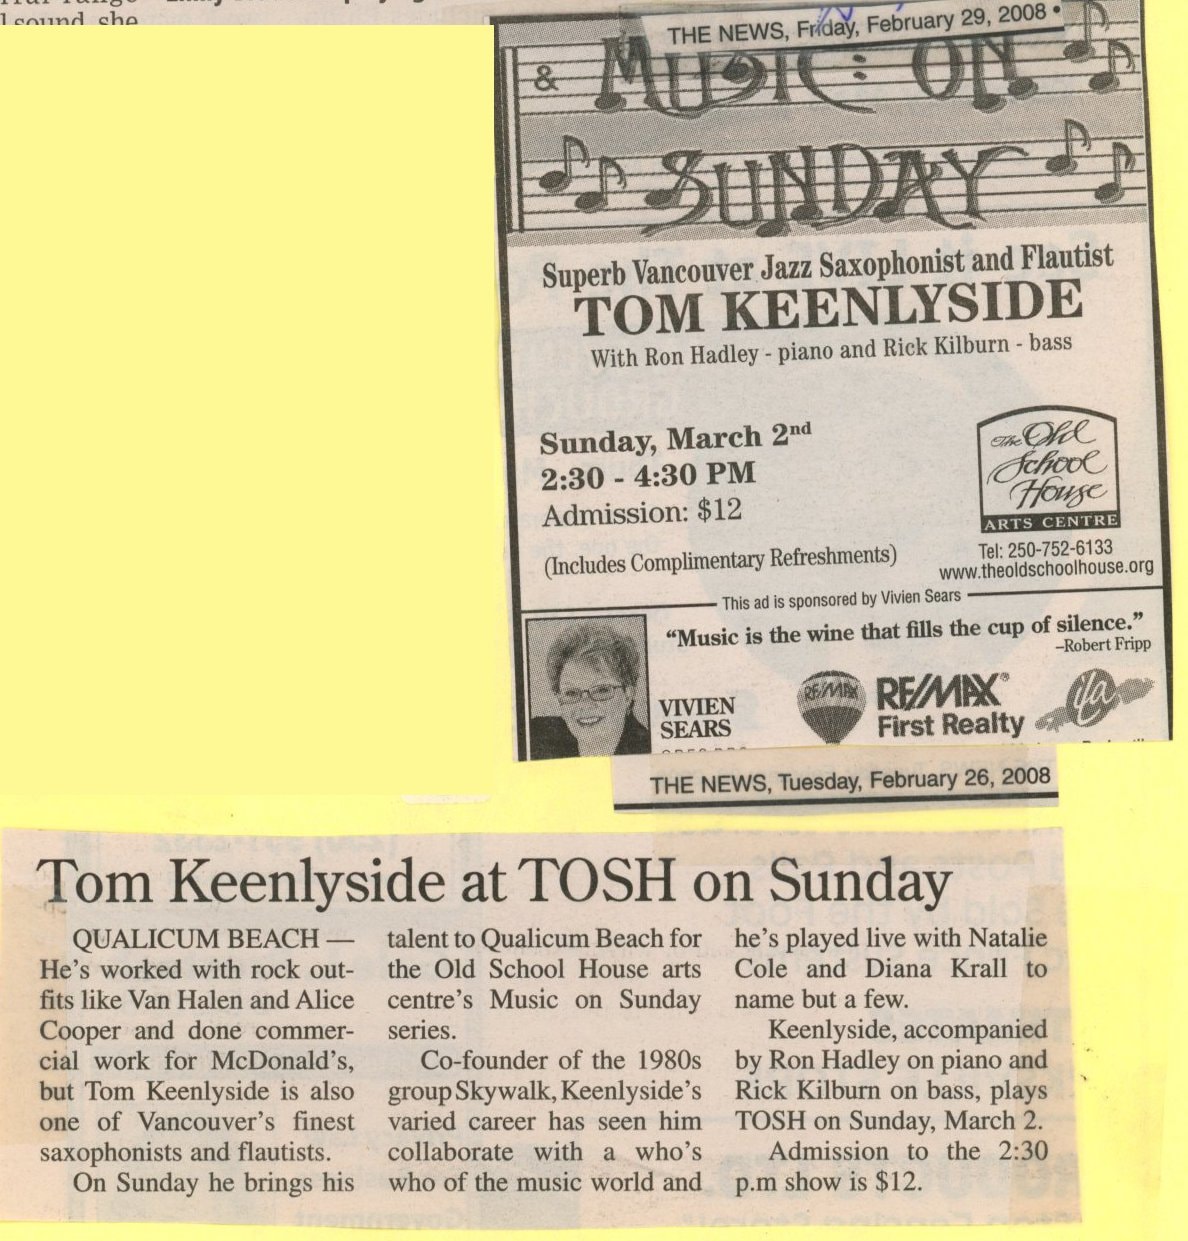 l sound she
THE NEWS, Friday, February 29, 2008 •
& MUSIC ON
SUNDAY
Superb Vancouver Jazz Saxophonist and Flautist
TOM KEENLYSIDE
With Ron Hadley - piano and Rick Kilburn - bass
Sunday, March 2nd
2:30 - 4:30 PM
Admission: $12
(Includes Complimentary Refreshments)
The Old
School
House
ARTS CENTRE
Tel: 250-752-6133
www.theoldschoolhouse.org
This ad is sponsored by Vivien Sears
“Music is the wine that fills the cup of silence.”
–Robert Fripp
VIVIEN
SEARS
RE/MAX
RE/MAX®
First Realty
THE NEWS, Tuesday, February 26, 2008
Tom Keenlyside at TOSH on Sunday
QUALICUM BEACH —
He's worked with rock out-
fits like Van Halen and Alice
Cooper and done commer-
cial work for McDonald's,
but Tom Keenlyside is also
one of Vancouver's finest
saxophonists and flautists.
On Sunday he brings his
talent to Qualicum Beach for
the Old School House arts
centre's Music on Sunday
series.
Co-founder of the 1980s
group Skywalk, Keenlyside's
varied career has seen him
collaborate with a who's
who of the music world and
he's played live with Natalie
Cole and Diana Krall to
name but a few.
Keenlyside, accompanied
by Ron Hadley on piano and
Rick Kilburn on bass, plays
TOSH on Sunday, March 2.
Admission to the 2:30
p.m show is $12.